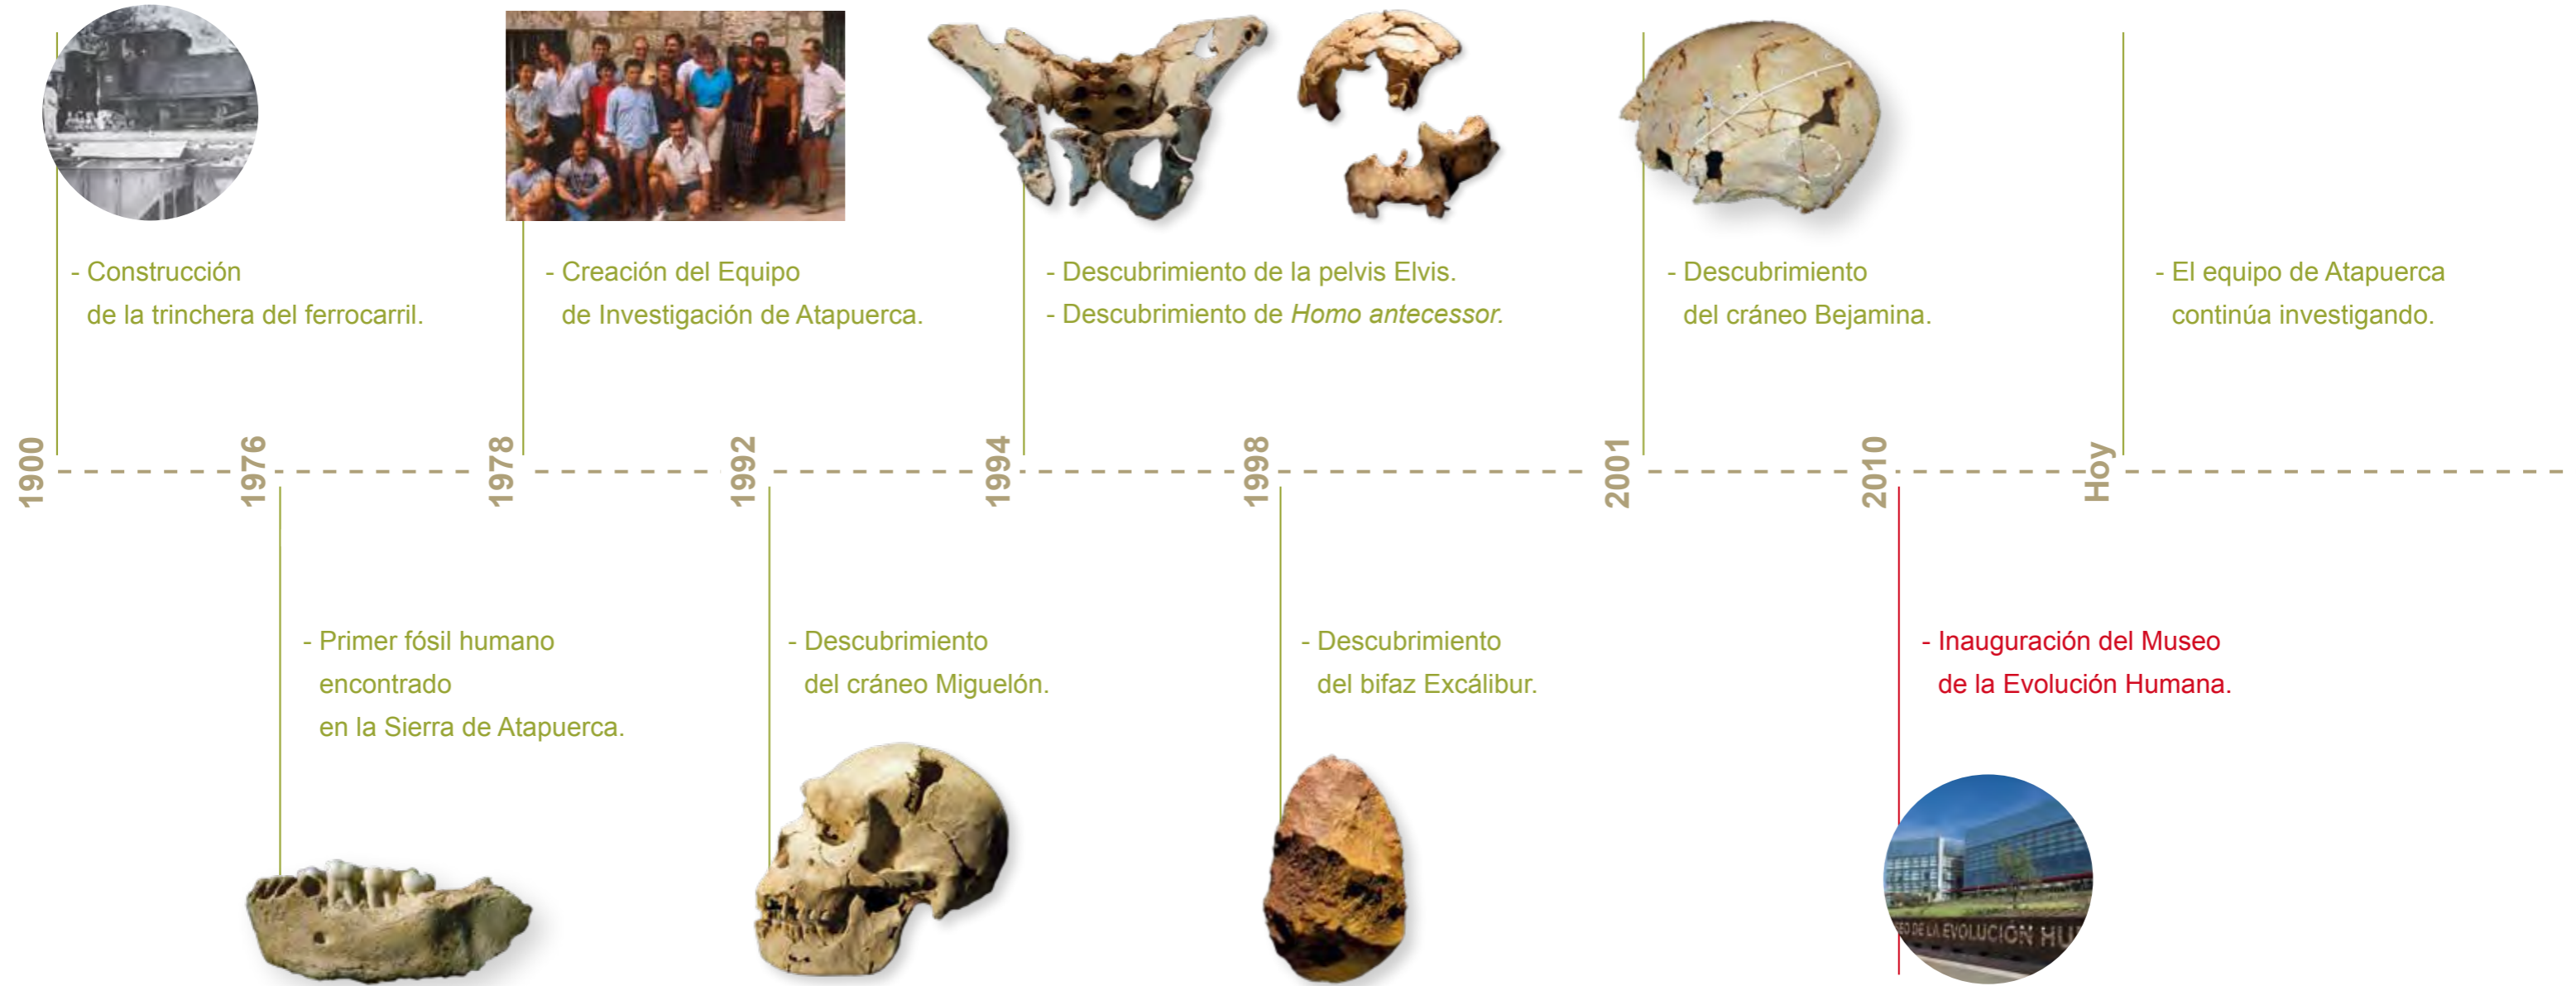 - Construcción
de la trinchera del ferrocarril.
- Creación del Equipo
de Investigación de Atapuerca.
- Descubrimiento de la pelvis Elvis.
- Descubrimiento de Homo antecessor.
- Descubrimiento
del cráneo Bejamina.
- El equipo de Atapuerca
continúa investigando.
1900
1976
1978
1992
1994
1998
2001
2010
Hoy
- Primer fósil humano
encontrado
en la Sierra de Atapuerca.
- Descubrimiento
del cráneo Miguelón.
- Descubrimiento
del bifaz Excálibur.
- Inauguración del Museo
de la Evolución Humana.
DE LA EVOLUCIÓN